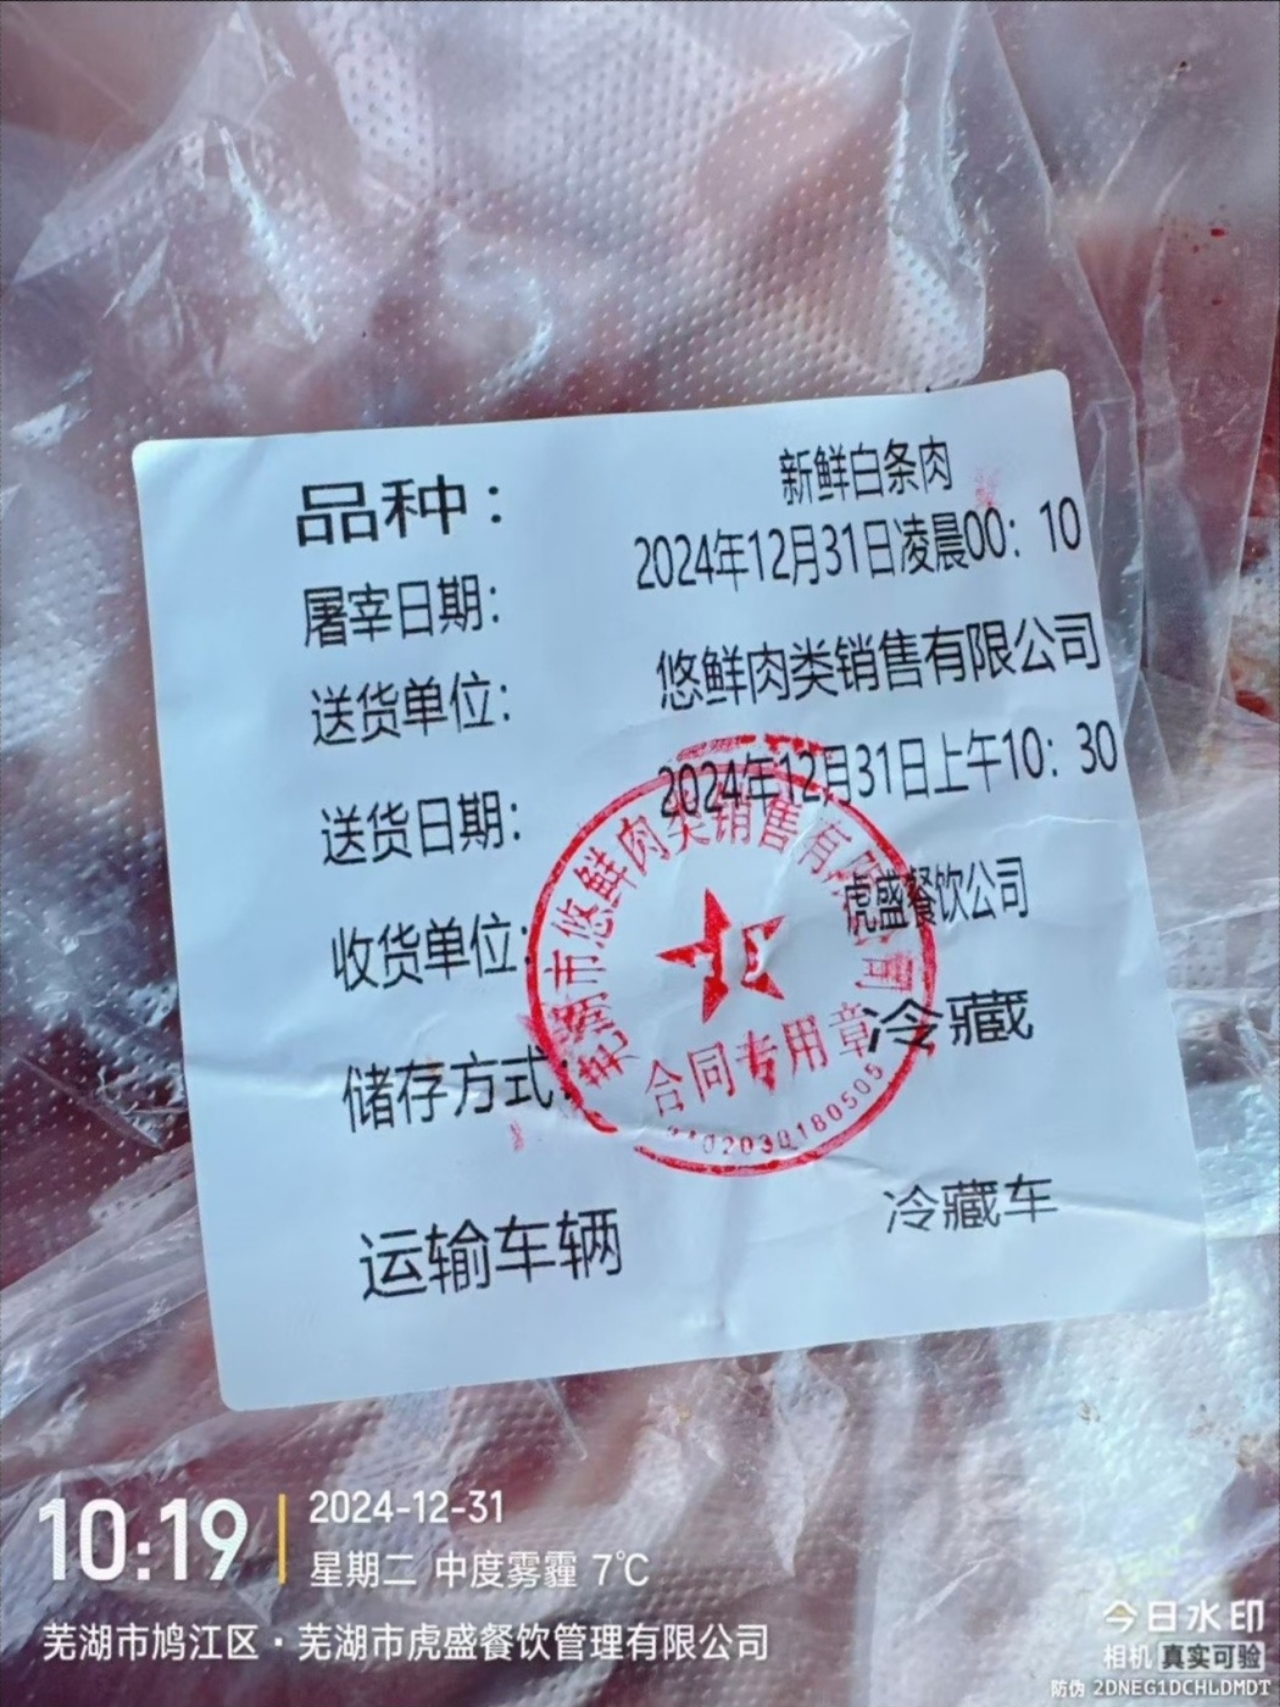 品种： 新鲜白条肉
屠宰日期： 2024年12月31日凌晨00：10
送货单位： 悠鲜肉类销售有限公司
送货日期： 2024年12月31日上午10：30
收货单位： 虎盛餐饮公司
储存方式： 冷藏
运输车辆 冷藏车
芜湖市悠鲜肉类销售有限公司
合同专用章
10:19
2024-12-31
星期二 中度雾霾 7℃
芜湖市鸠江区·芜湖市虎盛餐饮管理有限公司
今日水印
相机 真实可验
防伪 2DNEG1DCHLDMDT